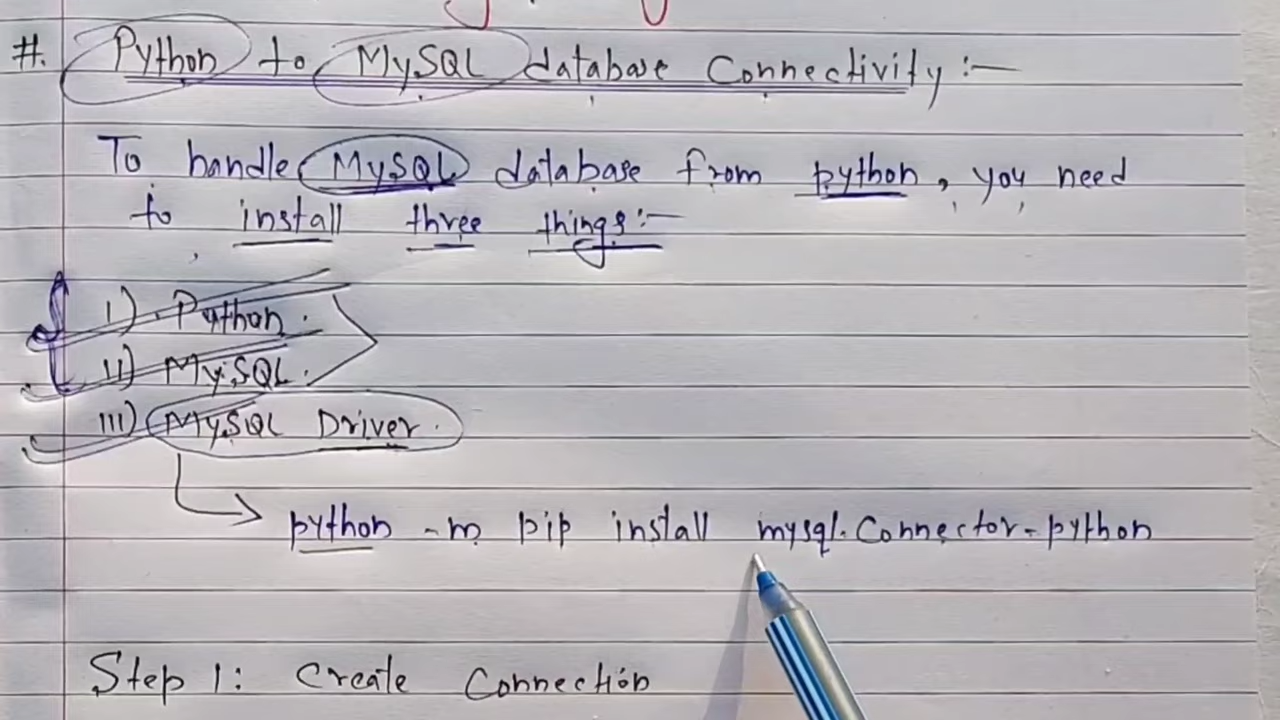 #. Python to MySQL database Connectivity :-
To handle MySQL database from python, you need
to install three things :-
i) Python.
ii) MySQL.
iii) MySQL Driver.
python -m pip install mysql.Connector-python
Step 1: Create Connection